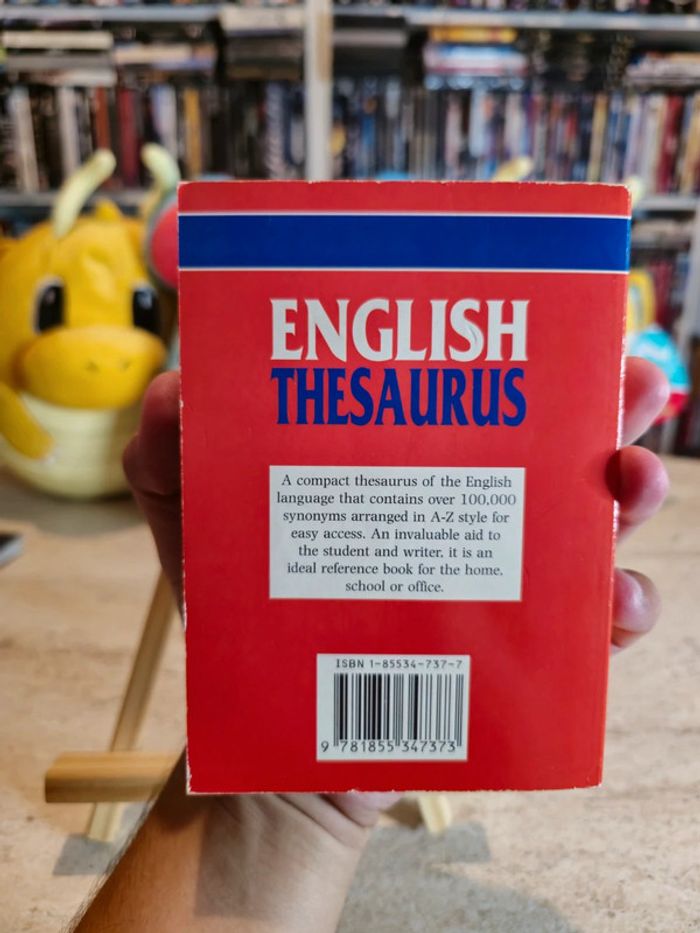 ENGLISH
THESAURUS
A compact thesaurus of the English
language that contains over 100,000
synonyms arranged in A-Z style for
easy access. An invaluable aid to
the student and writer, it is an
ideal reference book for the home,
school or office.
ISBN 1-85534-737-7
9 781855 347373